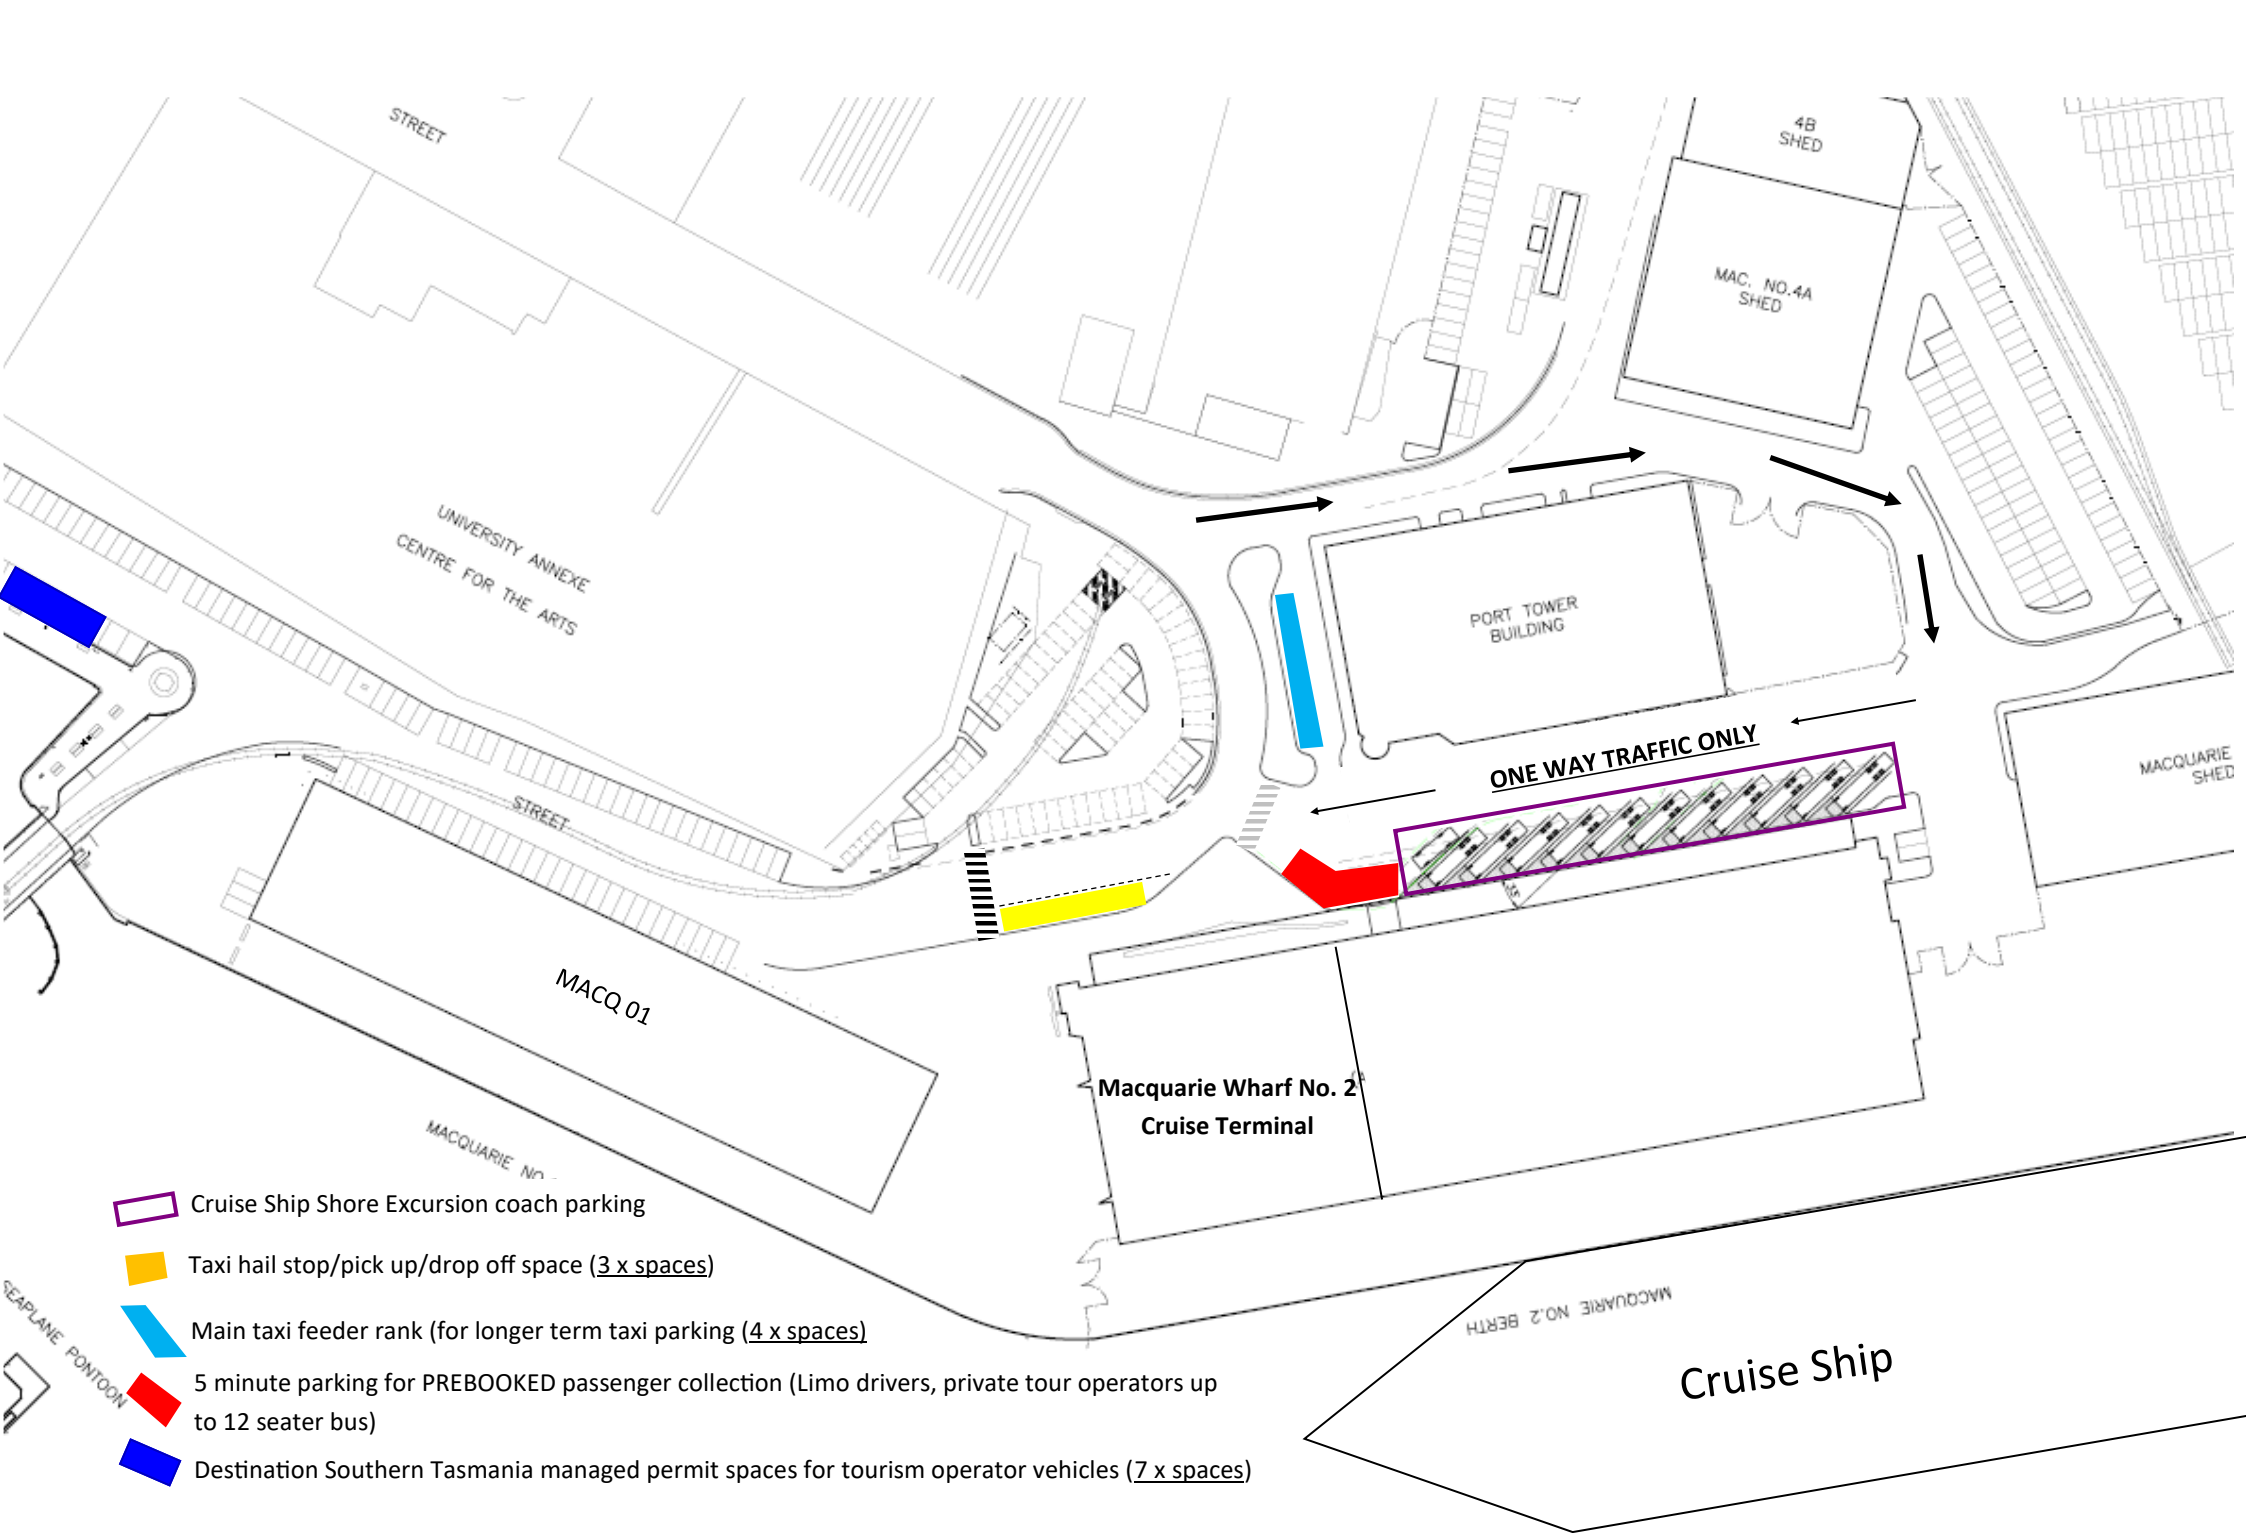 STREET
4B
SHED
MAC. NO.4A
SHED
UNIVERSITY ANNEXE
CENTRE FOR THE ARTS
PORT TOWER
BUILDING
ONE WAY TRAFFIC ONLY
MACQUARIE
SHED
STREET
MACQ 01
Macquarie Wharf No. 2
Cruise Terminal
MACQUARIE NO.
Cruise Ship Shore Excursion coach parking
Taxi hail stop/pick up/drop off space (3 x spaces)
Main taxi feeder rank (for longer term taxi parking (4 x spaces)
5 minute parking for PREBOOKED passenger collection (Limo drivers, private tour operators up
to 12 seater bus)
Destination Southern Tasmania managed permit spaces for tourism operator vehicles (7 x spaces)
SEAPLANE PONTOON
MACQUARIE NO.2 BERTH
Cruise Ship